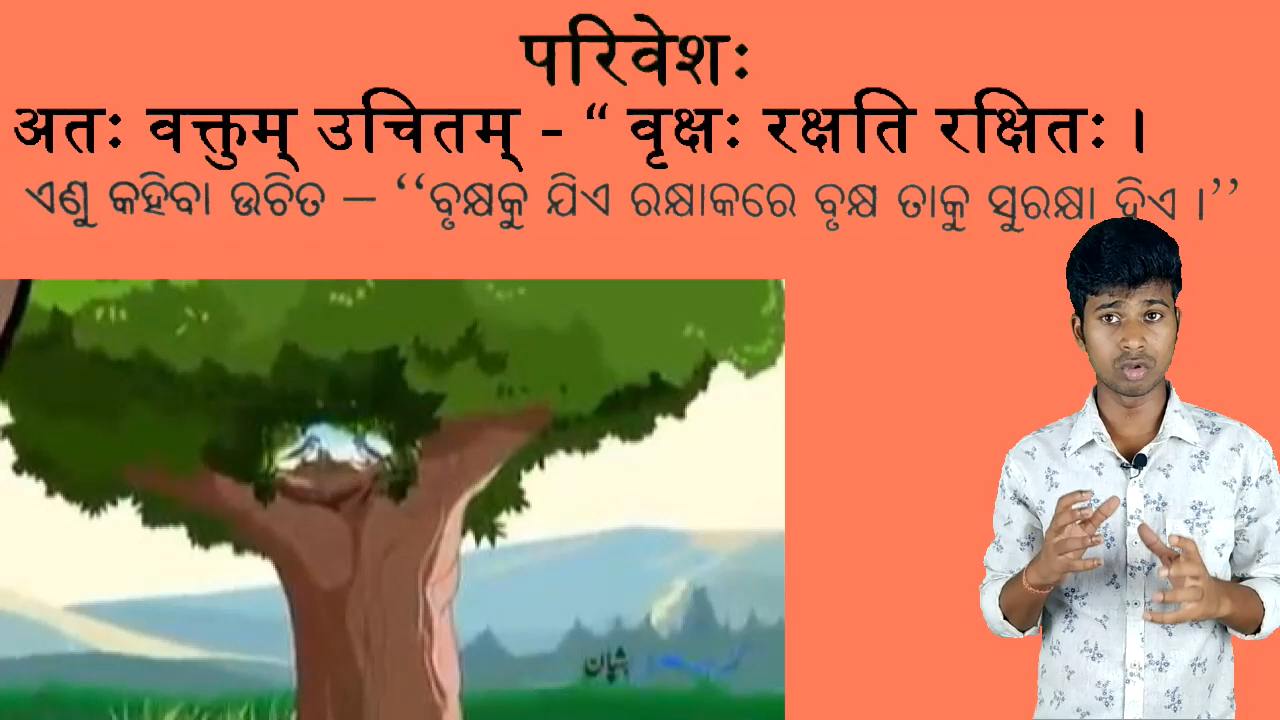 परिवेशः
अतः वक्तुम् उचितम् - “ वृक्षः रक्षति रक्षितः ।
ଏଣୁ କହିବା ଉଚିତ – ‘‘ବୃକ୍ଷକୁ ଯିଏ ରକ୍ଷାକରେ ବୃକ୍ଷ ତାକୁ ସୁରକ୍ଷା ଦିଏ ।’’